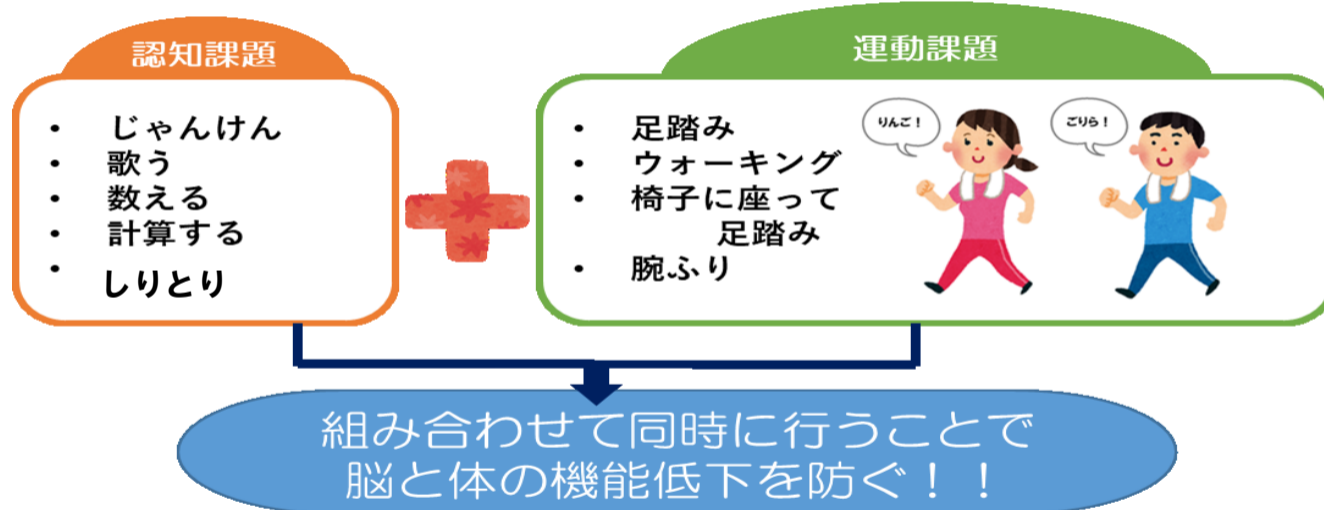 認知課題
・ じゃんけん
・ 歌う
・ 数える
・ 計算する
・ しりとり
運動課題
・ 足踏み
・ ウォーキング
・ 椅子に座って
足踏み
・ 腕ふり
りんご！
ごりら！
組み合わせて同時に行うことで
脳と体の機能低下を防ぐ！！